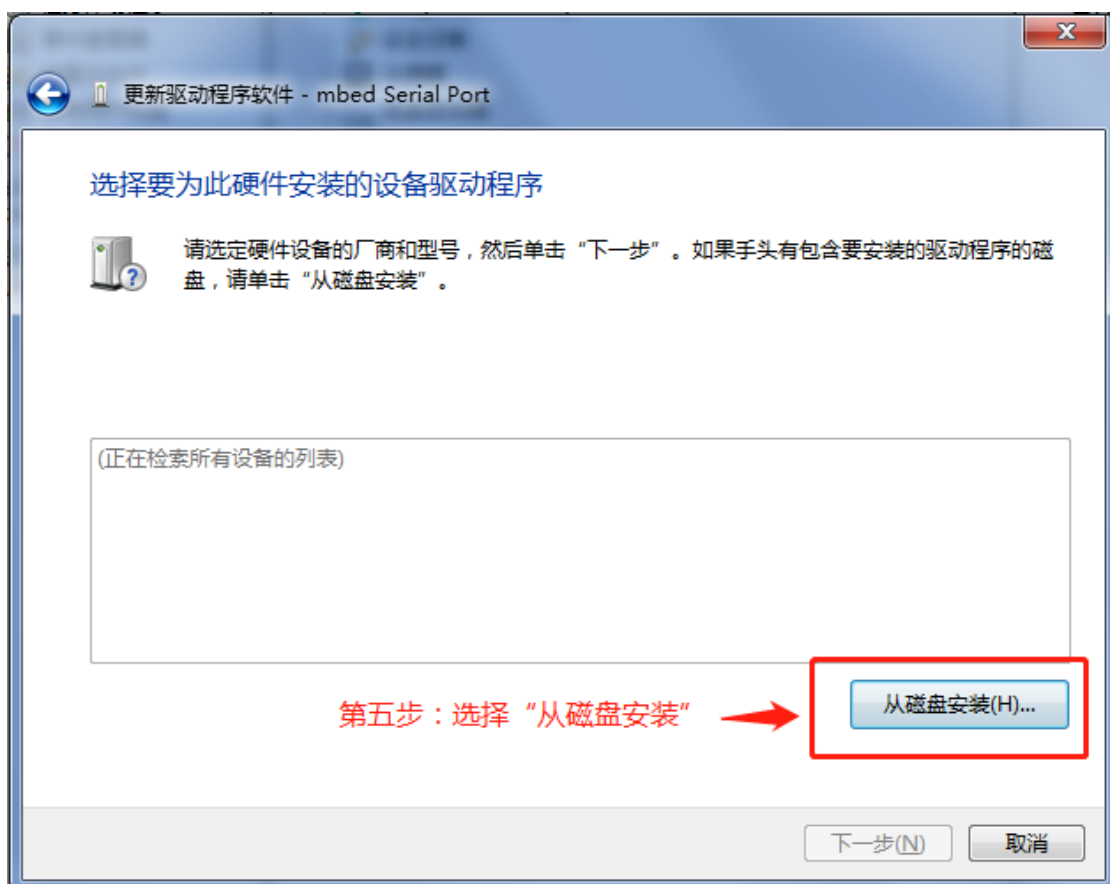 更新驱动程序软件 - mbed Serial Port
选择要为此硬件安装的设备驱动程序
请选定硬件设备的厂商和型号，然后单击“下一步”。如果手头有包含要安装的驱动程序的磁
盘，请单击“从磁盘安装”。
(正在检索所有设备的列表)
第五步：选择“从磁盘安装”
从磁盘安装(H)...
下一步(N)
取消